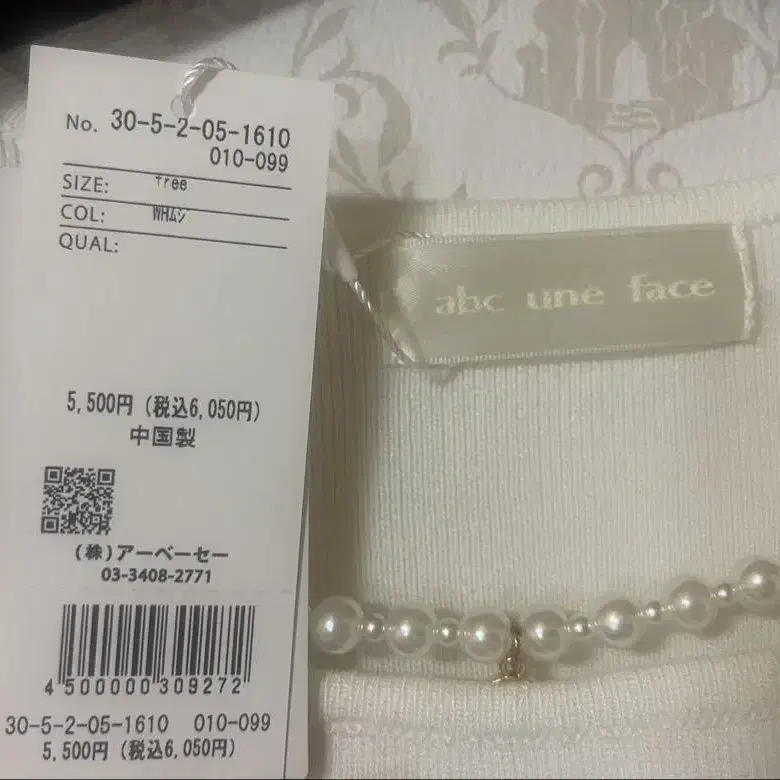 No. 30-5-2-05-1610
010-099
SIZE: free
COL: WHムジ
QUAL:
5,500円 (税込6,050円)
中国製
(株)アーベーセー
03-3408-2771
4 500000 309272
30-5-2-05-1610 010-099
5,500円 (税込6,050円)
abc une face